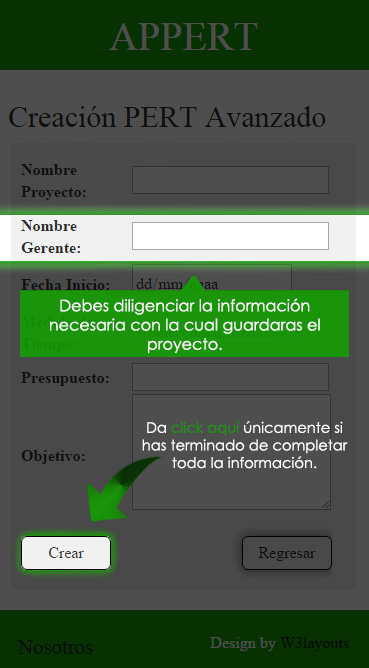 APPERT
Creación PERT Avanzado
Nombre
Proyecto:
Nombre
Gerente:
Fecha Inicio:
dd/mm/aaaa
Debes diligenciar la información
necesaria con la cual guardaras el
proyecto.
Tiempo:
Presupuesto:
Da click aquí únicamente si
has terminado de completar
toda la información.
Objetivo:
Crear
Regresar
Nosotros
Design by W3layouts